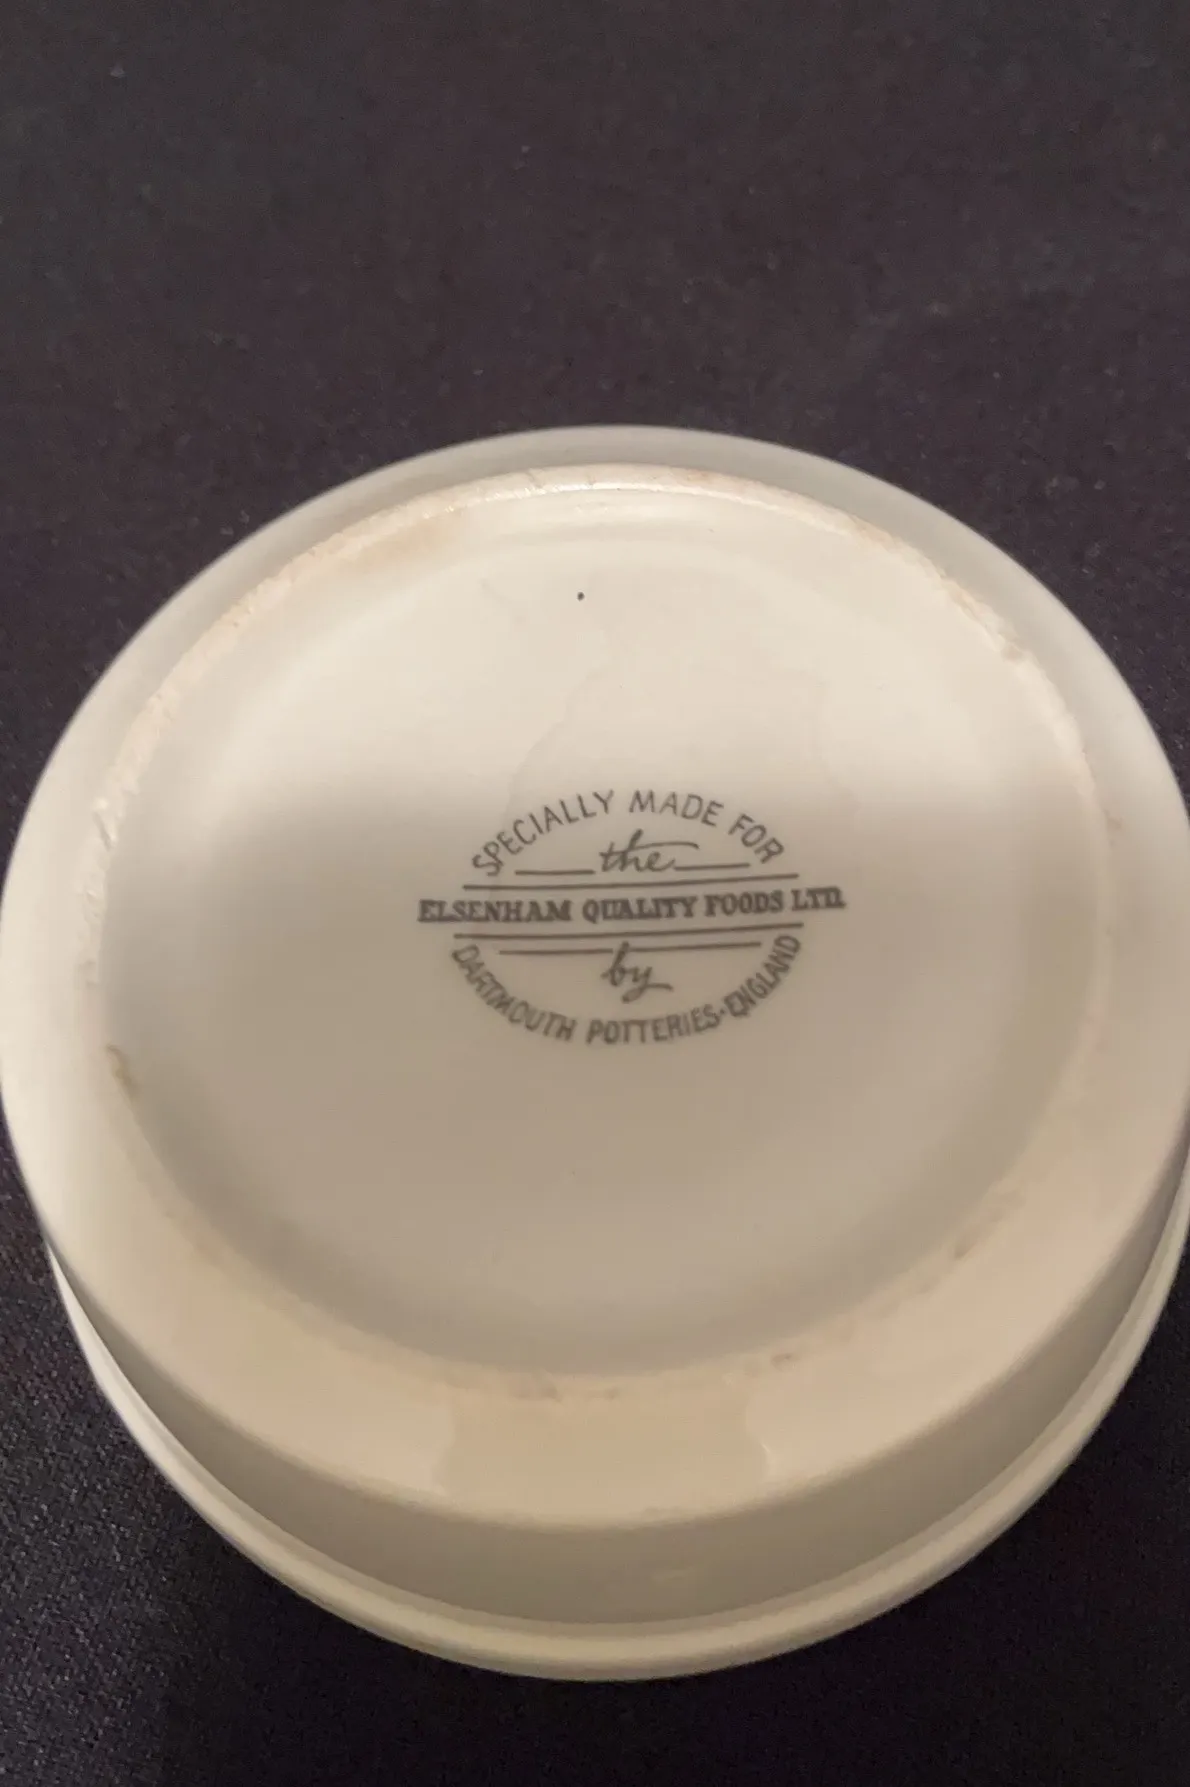 SPECIALLY MADE FOR
the
ELSENHAM QUALITY FOODS LTD.
by
DARTMOUTH POTTERIES·ENGLAND